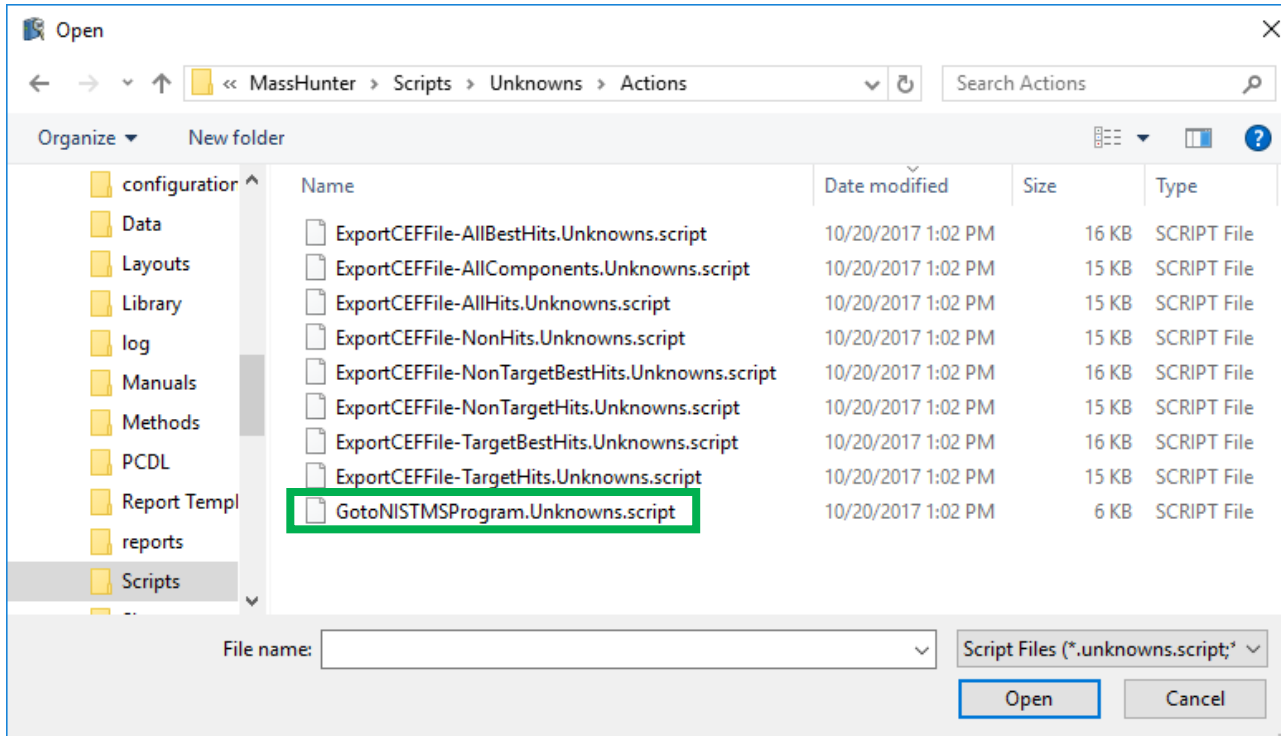 Open
« MassHunter > Scripts > Unknowns > Actions
Search Actions
Organize
New folder
?
configuration
Data
Layouts
Library
log
Manuals
Methods
PCDL
Report Templ
reports
Scripts
Name Date modified Size Type
ExportCEFFile-AllBestHits.Unknowns.script 10/20/2017 1:02 PM 16 KB SCRIPT File
ExportCEFFile-AllComponents.Unknowns.script 10/20/2017 1:02 PM 15 KB SCRIPT File
ExportCEFFile-AllHits.Unknowns.script 10/20/2017 1:02 PM 15 KB SCRIPT File
ExportCEFFile-NonHits.Unknowns.script 10/20/2017 1:02 PM 15 KB SCRIPT File
ExportCEFFile-NonTargetBestHits.Unknowns.script 10/20/2017 1:02 PM 16 KB SCRIPT File
ExportCEFFile-NonTargetHits.Unknowns.script 10/20/2017 1:02 PM 15 KB SCRIPT File
ExportCEFFile-TargetBestHits.Unknowns.script 10/20/2017 1:02 PM 16 KB SCRIPT File
ExportCEFFile-TargetHits.Unknowns.script 10/20/2017 1:02 PM 15 KB SCRIPT File
GotoNISTMSProgram.Unknowns.script 10/20/2017 1:02 PM 6 KB SCRIPT File
File name:
Script Files (*.unknowns.script;*
Open
Cancel